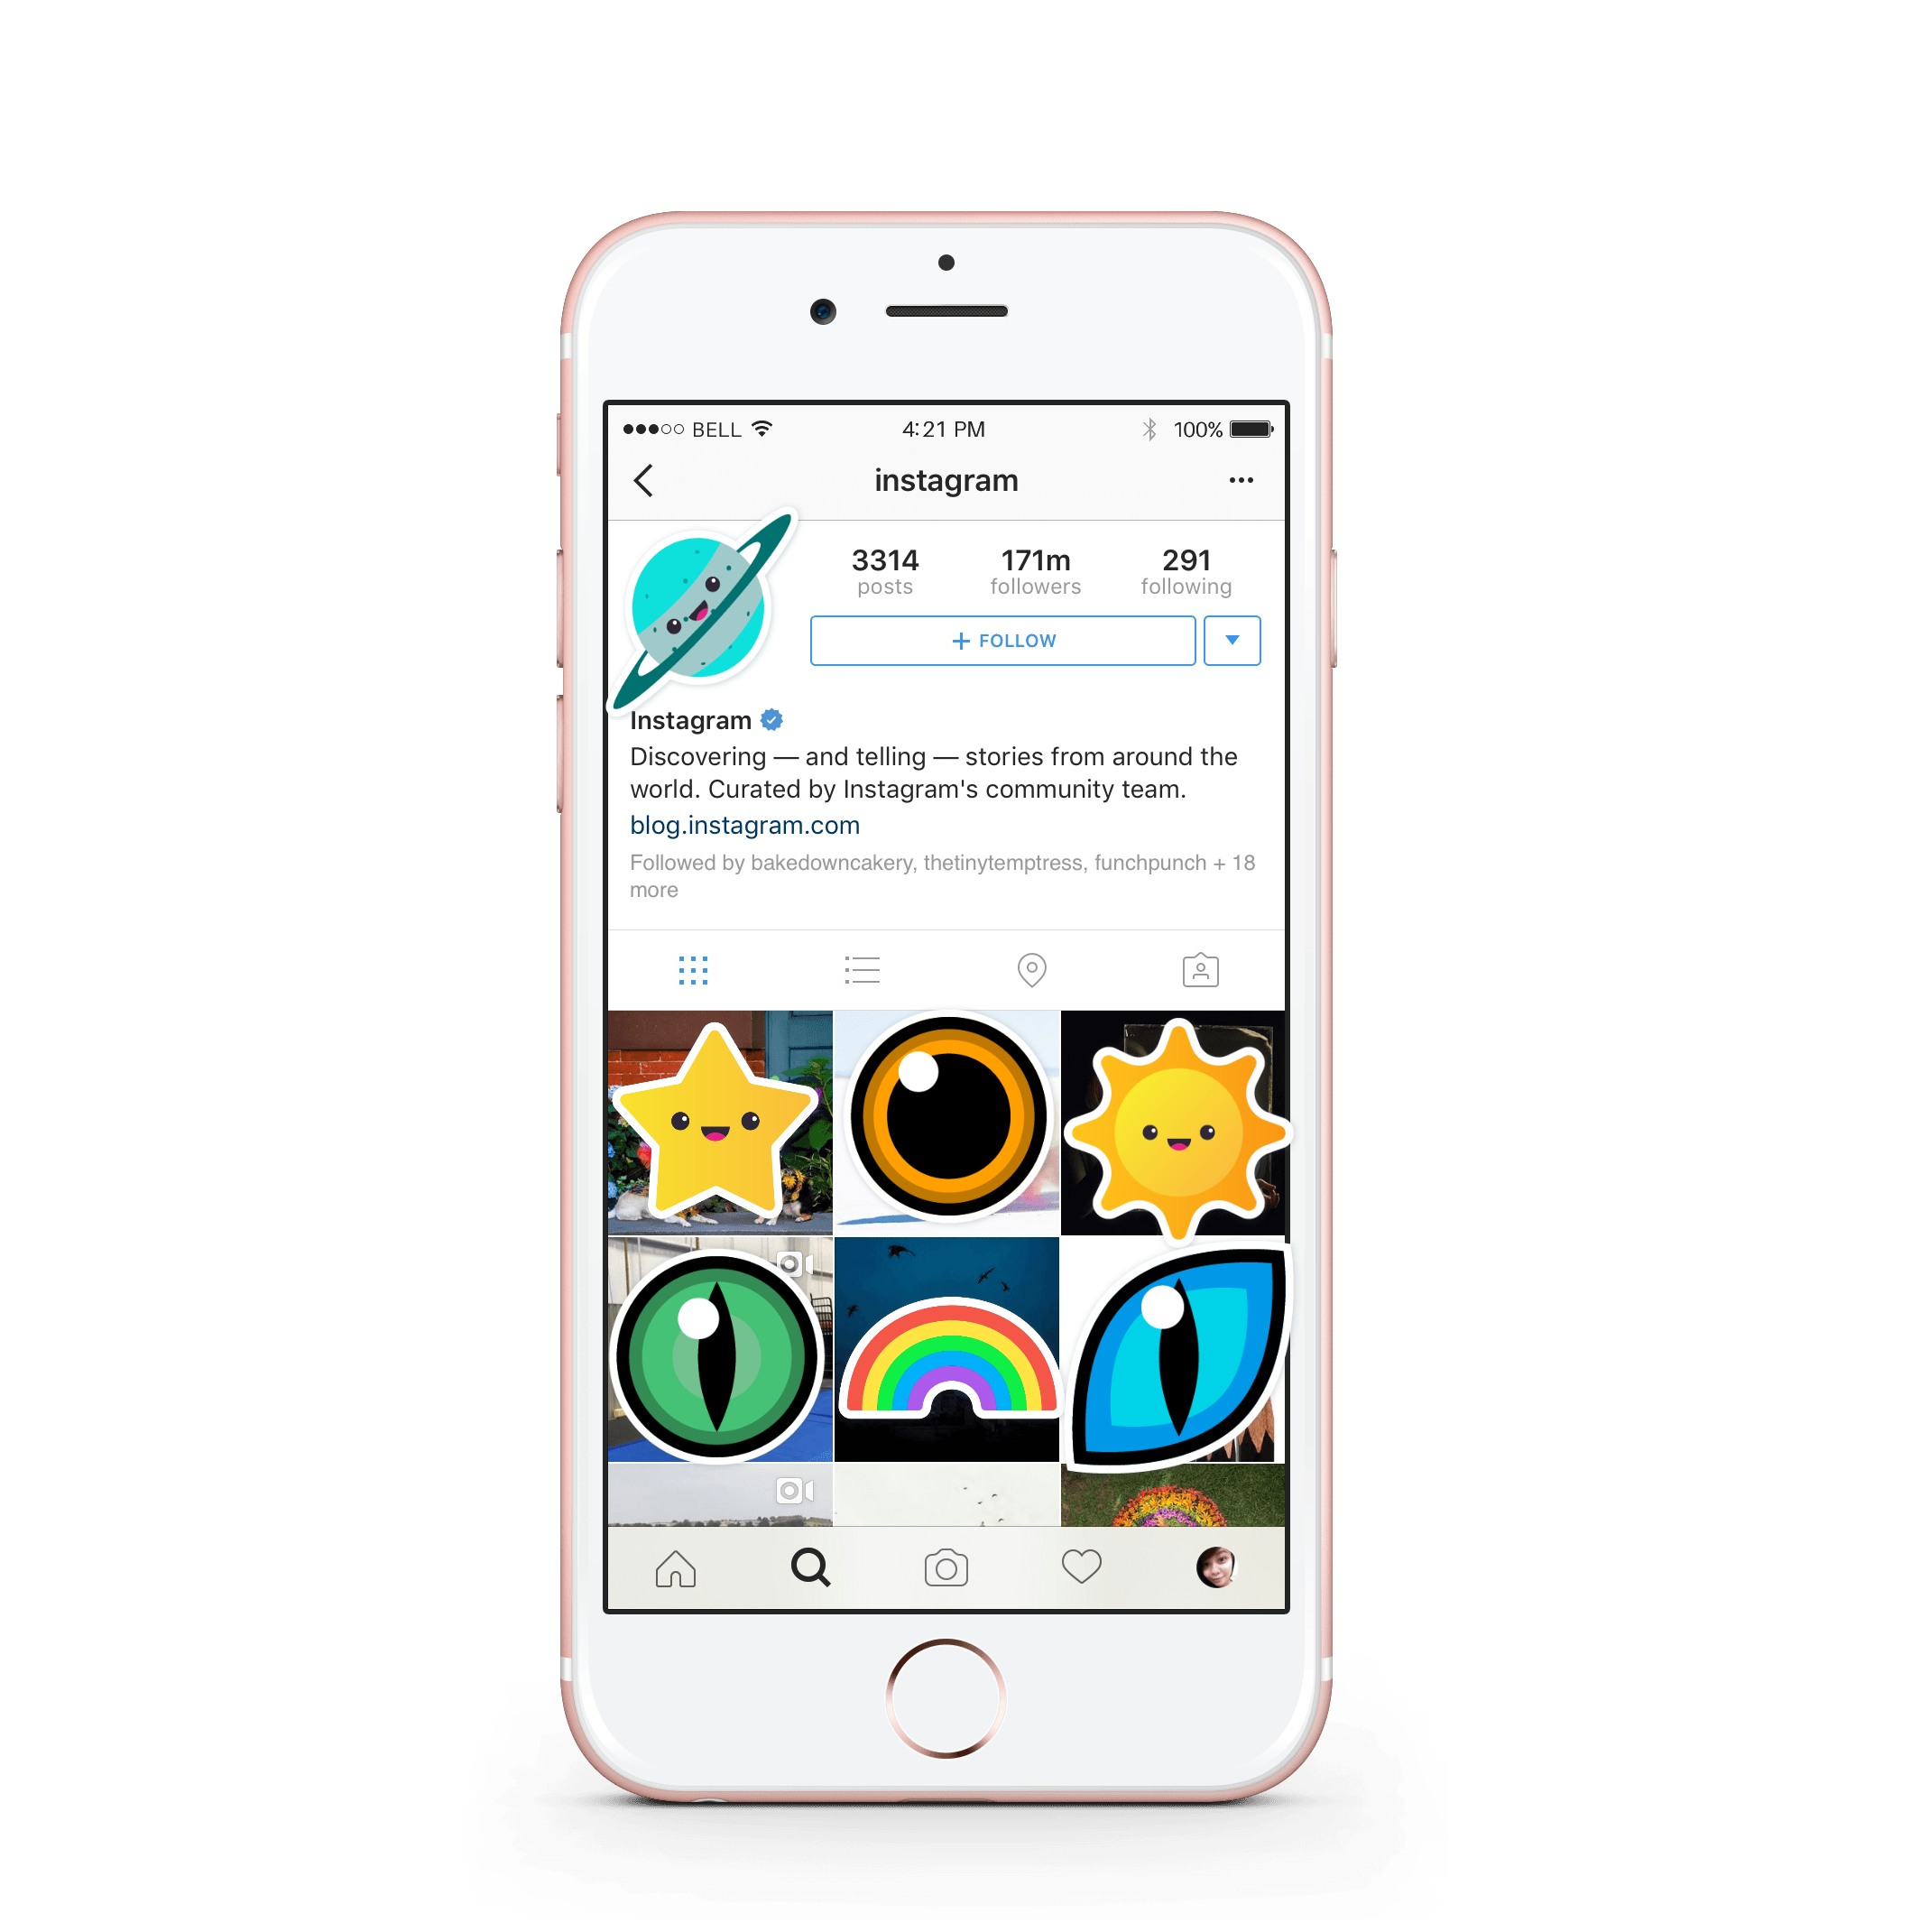 BELL 4:21 PM 100%
instagram
3314 171m 291
posts followers following
+ FOLLOW
Instagram
Discovering — and telling — stories from around the
world. Curated by Instagram's community team.
blog.instagram.com
Followed by bakedowncakery, thetinytemptress, funchpunch + 18
more